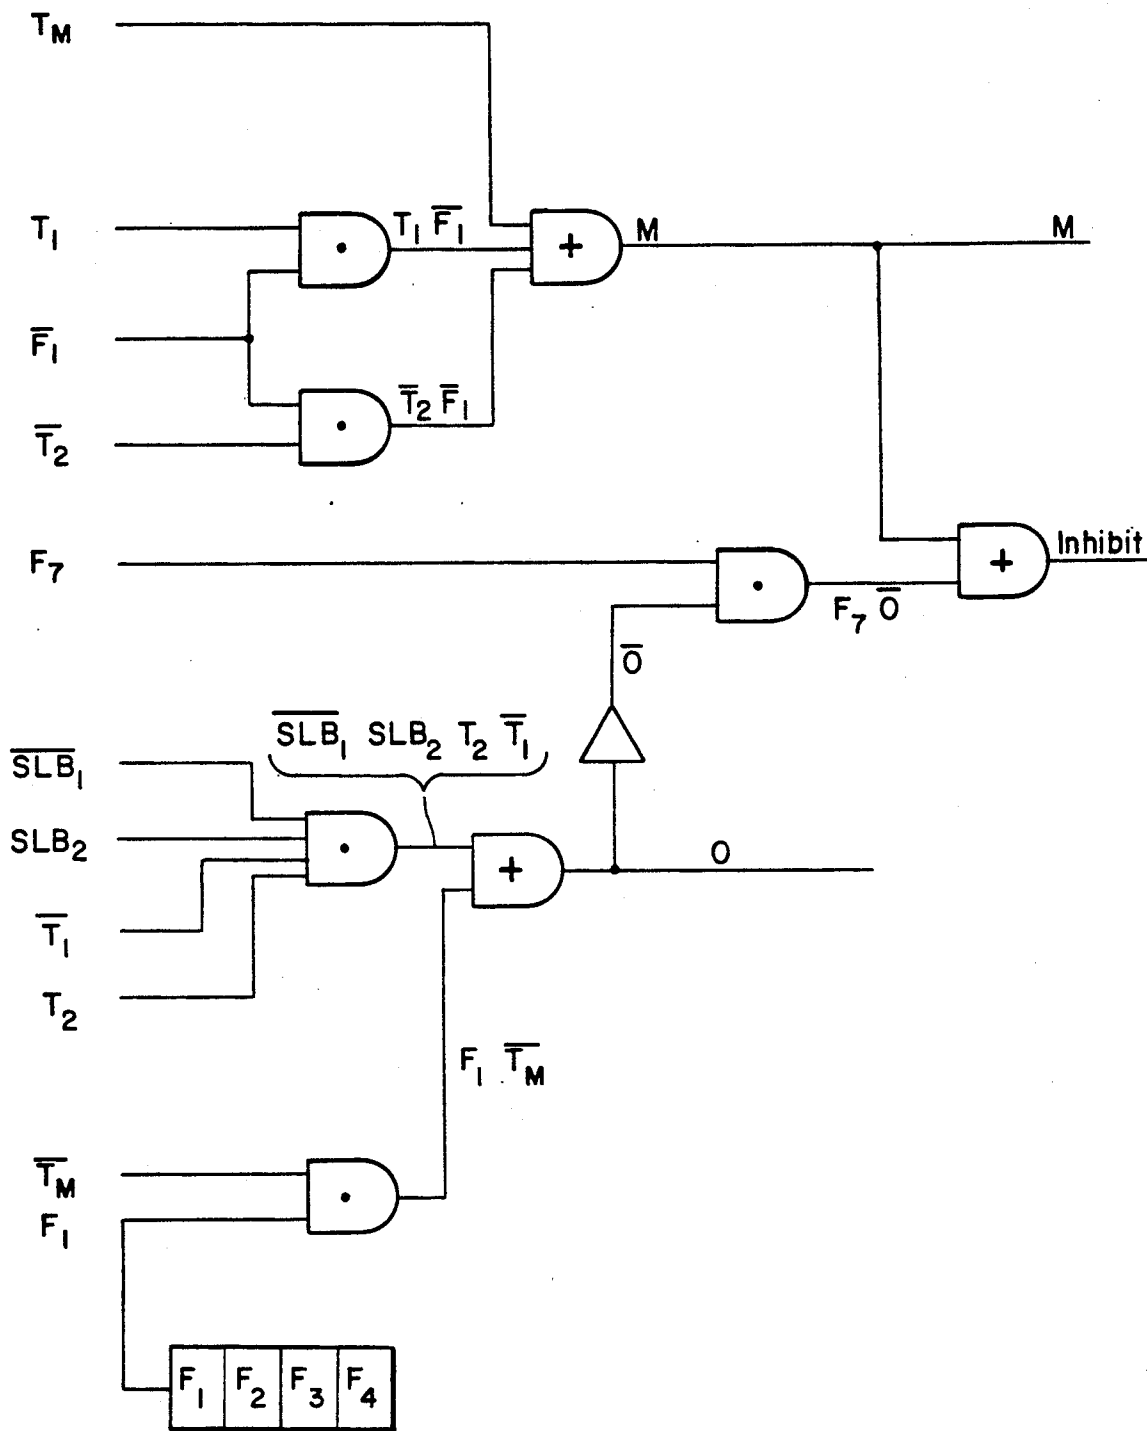 T_M
T_1
T_1 F̅_1
+
M
M
F̅_1
T̅_2 F̅_1
T̅_2
F_7
F_7 O̅
+
Inhibit
O̅
S̅L̅B̅_1 SLB_2 T_2 T̅_1
S̅L̅B̅_1
SLB_2
+
O
T̅_1
T_2
F_1 T̅_M
T̅_M
F_1
F_1 F_2 F_3 F_4